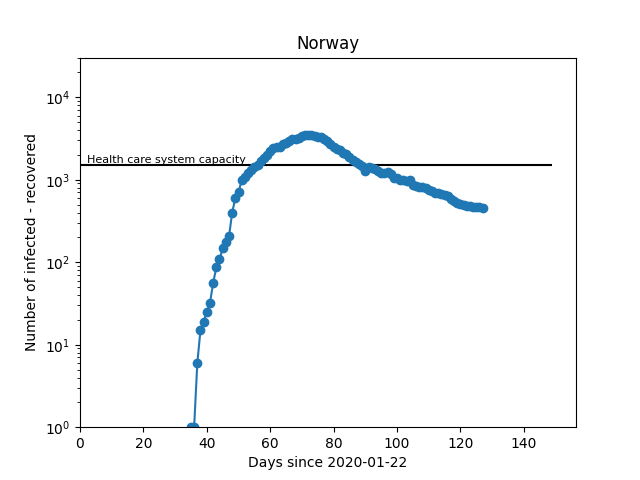 Norway
10^4
10^3
10^2
10^1
10^0
Number of infected - recovered
Health care system capacity
0 20 40 60 80 100 120 140
Days since 2020-01-22